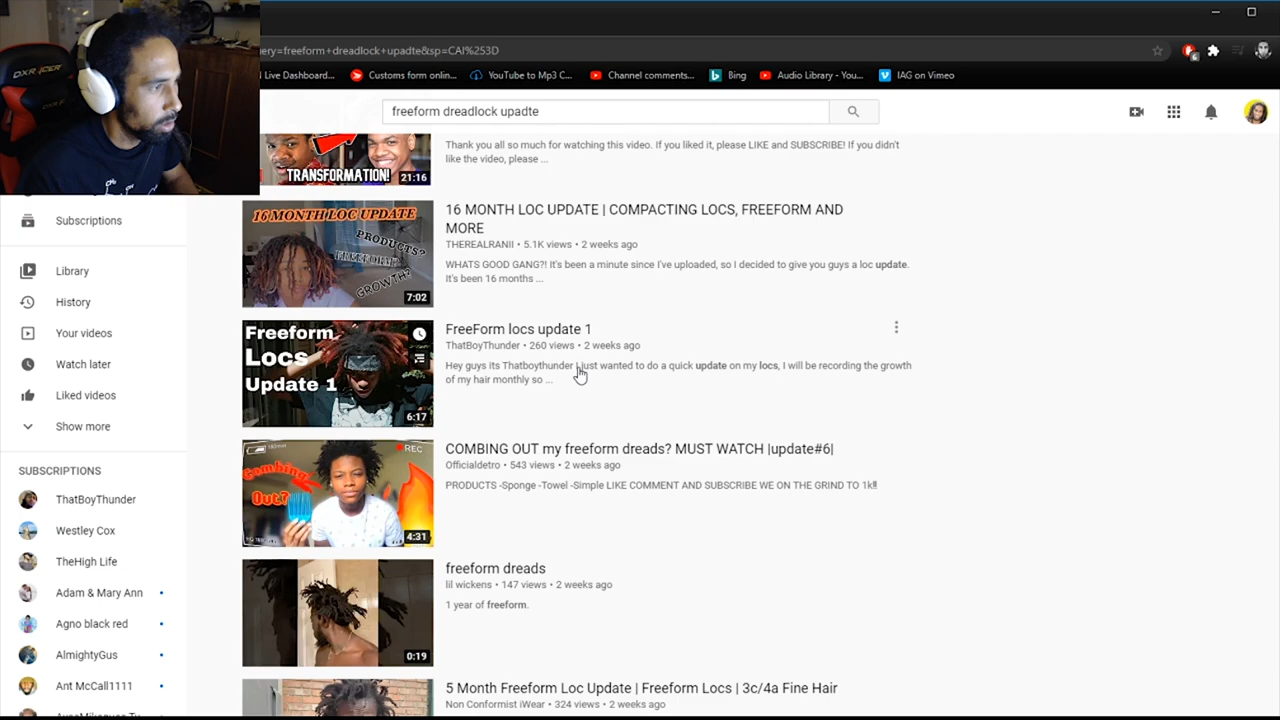 DXRACER
ery=freeform+dreadlock+upadte&sp=CAI%253D
Live Dashboard...
Customs form onlin...
YouTube to Mp3 C...
Channel comments...
Bing
Audio Library - You...
IAG on Vimeo
freeform dreadlock upadte
TRANSFORMATION!
21:16
Thank you all so much for watching this video. If you liked it, please LIKE and SUBSCRIBE! If you didn't
like the video, please ...
Subscriptions
Library
History
Your videos
Watch later
Liked videos
Show more
SUBSCRIPTIONS
ThatBoyThunder
Westley Cox
TheHigh Life
Adam & Mary Ann
Agno black red
AlmightyGus
Ant McCall1111
16 MONTH LOC UPDATE
PRODUCTS?
FREEFORM?
GROWTH?
7:02
16 MONTH LOC UPDATE | COMPACTING LOCS, FREEFORM AND
MORE
THEREALRANII • 5.1K views • 2 weeks ago
WHATS GOOD GANG?! It's been a minute since I've uploaded, so I decided to give you guys a loc update.
It's been 16 months ...
Freeform
Locs
Update 1
6:17
FreeForm locs update 1
ThatBoyThunder • 260 views • 2 weeks ago
Hey guys its Thatboythunder I just wanted to do a quick update on my locs, I will be recording the growth
of my hair monthly so ...
REC
Combing
Out?
4:31
COMBING OUT my freeform dreads? MUST WATCH |update#6|
Officialdetro • 543 views • 2 weeks ago
PRODUCTS -Sponge -Towel -Simple LIKE COMMENT AND SUBSCRIBE WE ON THE GRIND TO 1k!!
0:19
freeform dreads
lil wickens • 147 views • 2 weeks ago
1 year of freeform.
5 Month Freeform Loc Update | Freeform Locs | 3c/4a Fine Hair
Non Conformist iWear • 324 views • 2 weeks ago